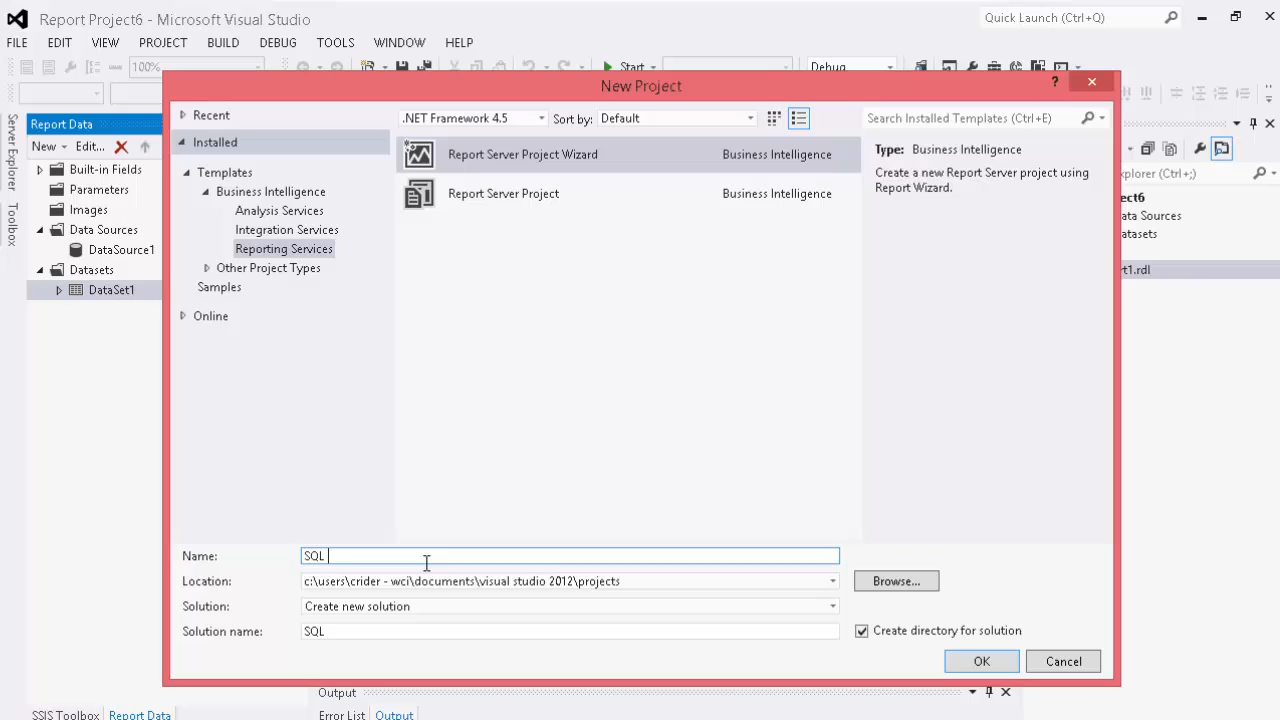 Report Project6 - Microsoft Visual Studio
Quick Launch (Ctrl+Q)
FILE EDIT VIEW PROJECT BUILD DEBUG TOOLS WINDOW HELP
100%
Start
Debug
New Project
?
Server Explorer
Toolbox
Report Data
New
Edit...
Built-in Fields
Parameters
Images
Data Sources
DataSource1
Datasets
DataSet1
Recent
Installed
Templates
Business Intelligence
Analysis Services
Integration Services
Reporting Services
Other Project Types
Samples
Online
.NET Framework 4.5
Sort by: Default
Report Server Project Wizard Business Intelligence
Report Server Project Business Intelligence
Search Installed Templates (Ctrl+E)
Type: Business Intelligence
Create a new Report Server project using
Report Wizard.
xplorer (Ctrl+;)
ect6
ata Sources
atasets
rt1.rdl
Name: SQL
Location: c:\users\crider - wci\documents\visual studio 2012\projects
Browse...
Solution: Create new solution
Solution name: SQL
Create directory for solution
OK
Cancel
Output
SSIS Toolbox Report Data
Error List Output